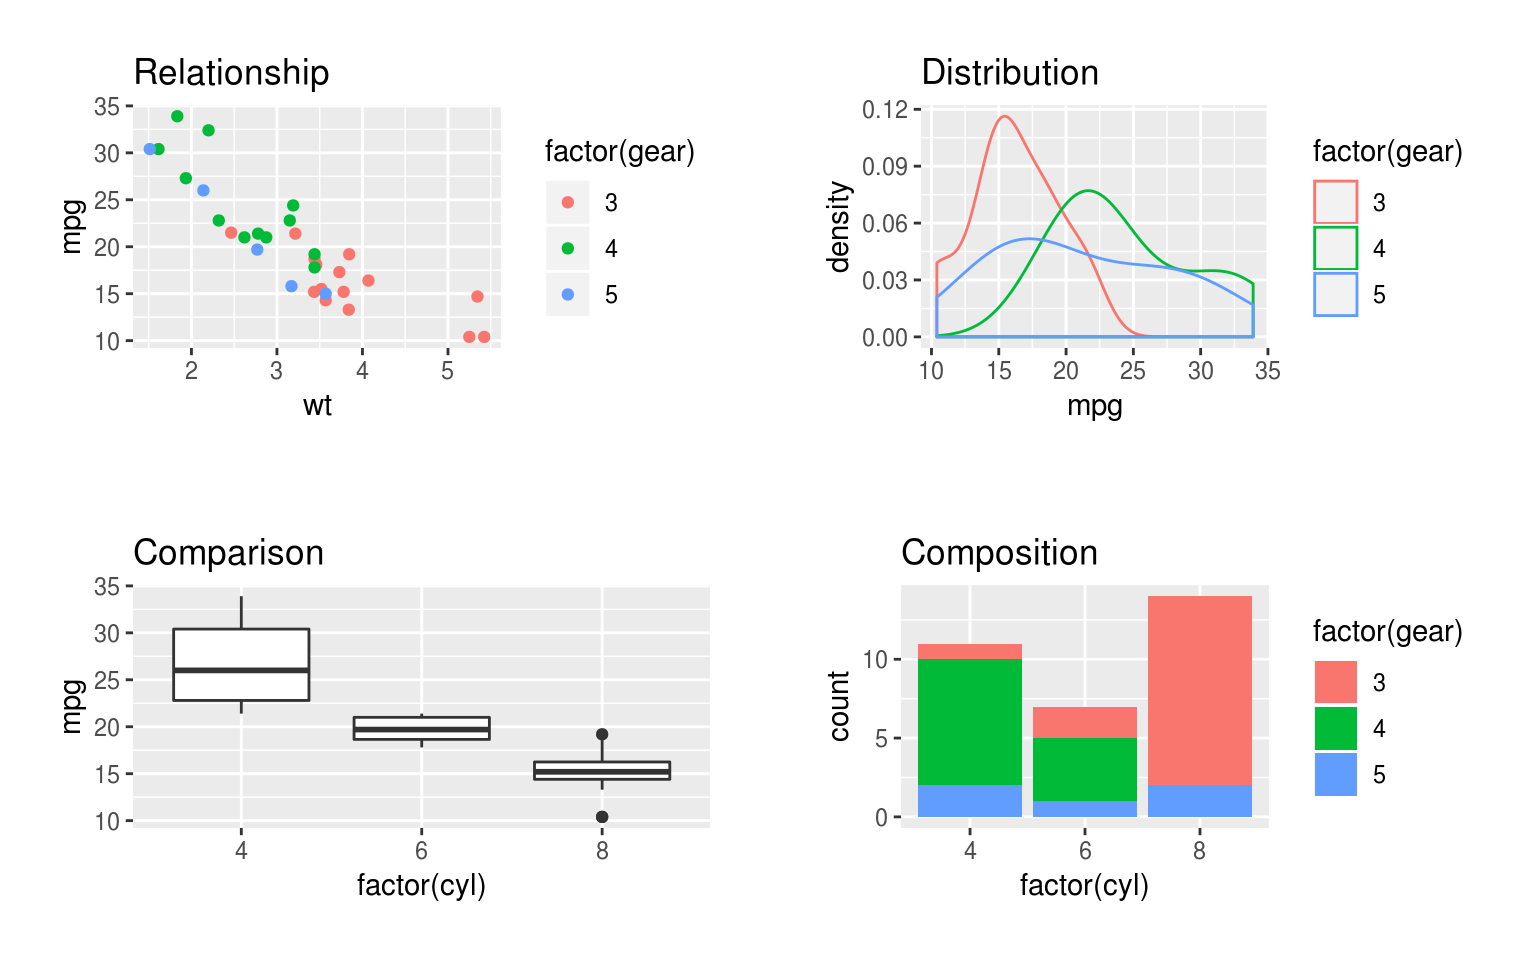 Relationship
35
30
25
20
15
10
mpg
2 3 4 5
wt
factor(gear)
3
4
5
Distribution
0.12
0.09
0.06
0.03
0.00
density
10 15 20 25 30 35
mpg
factor(gear)
3
4
5
Comparison
35
30
25
20
15
10
mpg
4 6 8
factor(cyl)
Composition
10
5
0
count
4 6 8
factor(cyl)
factor(gear)
3
4
5